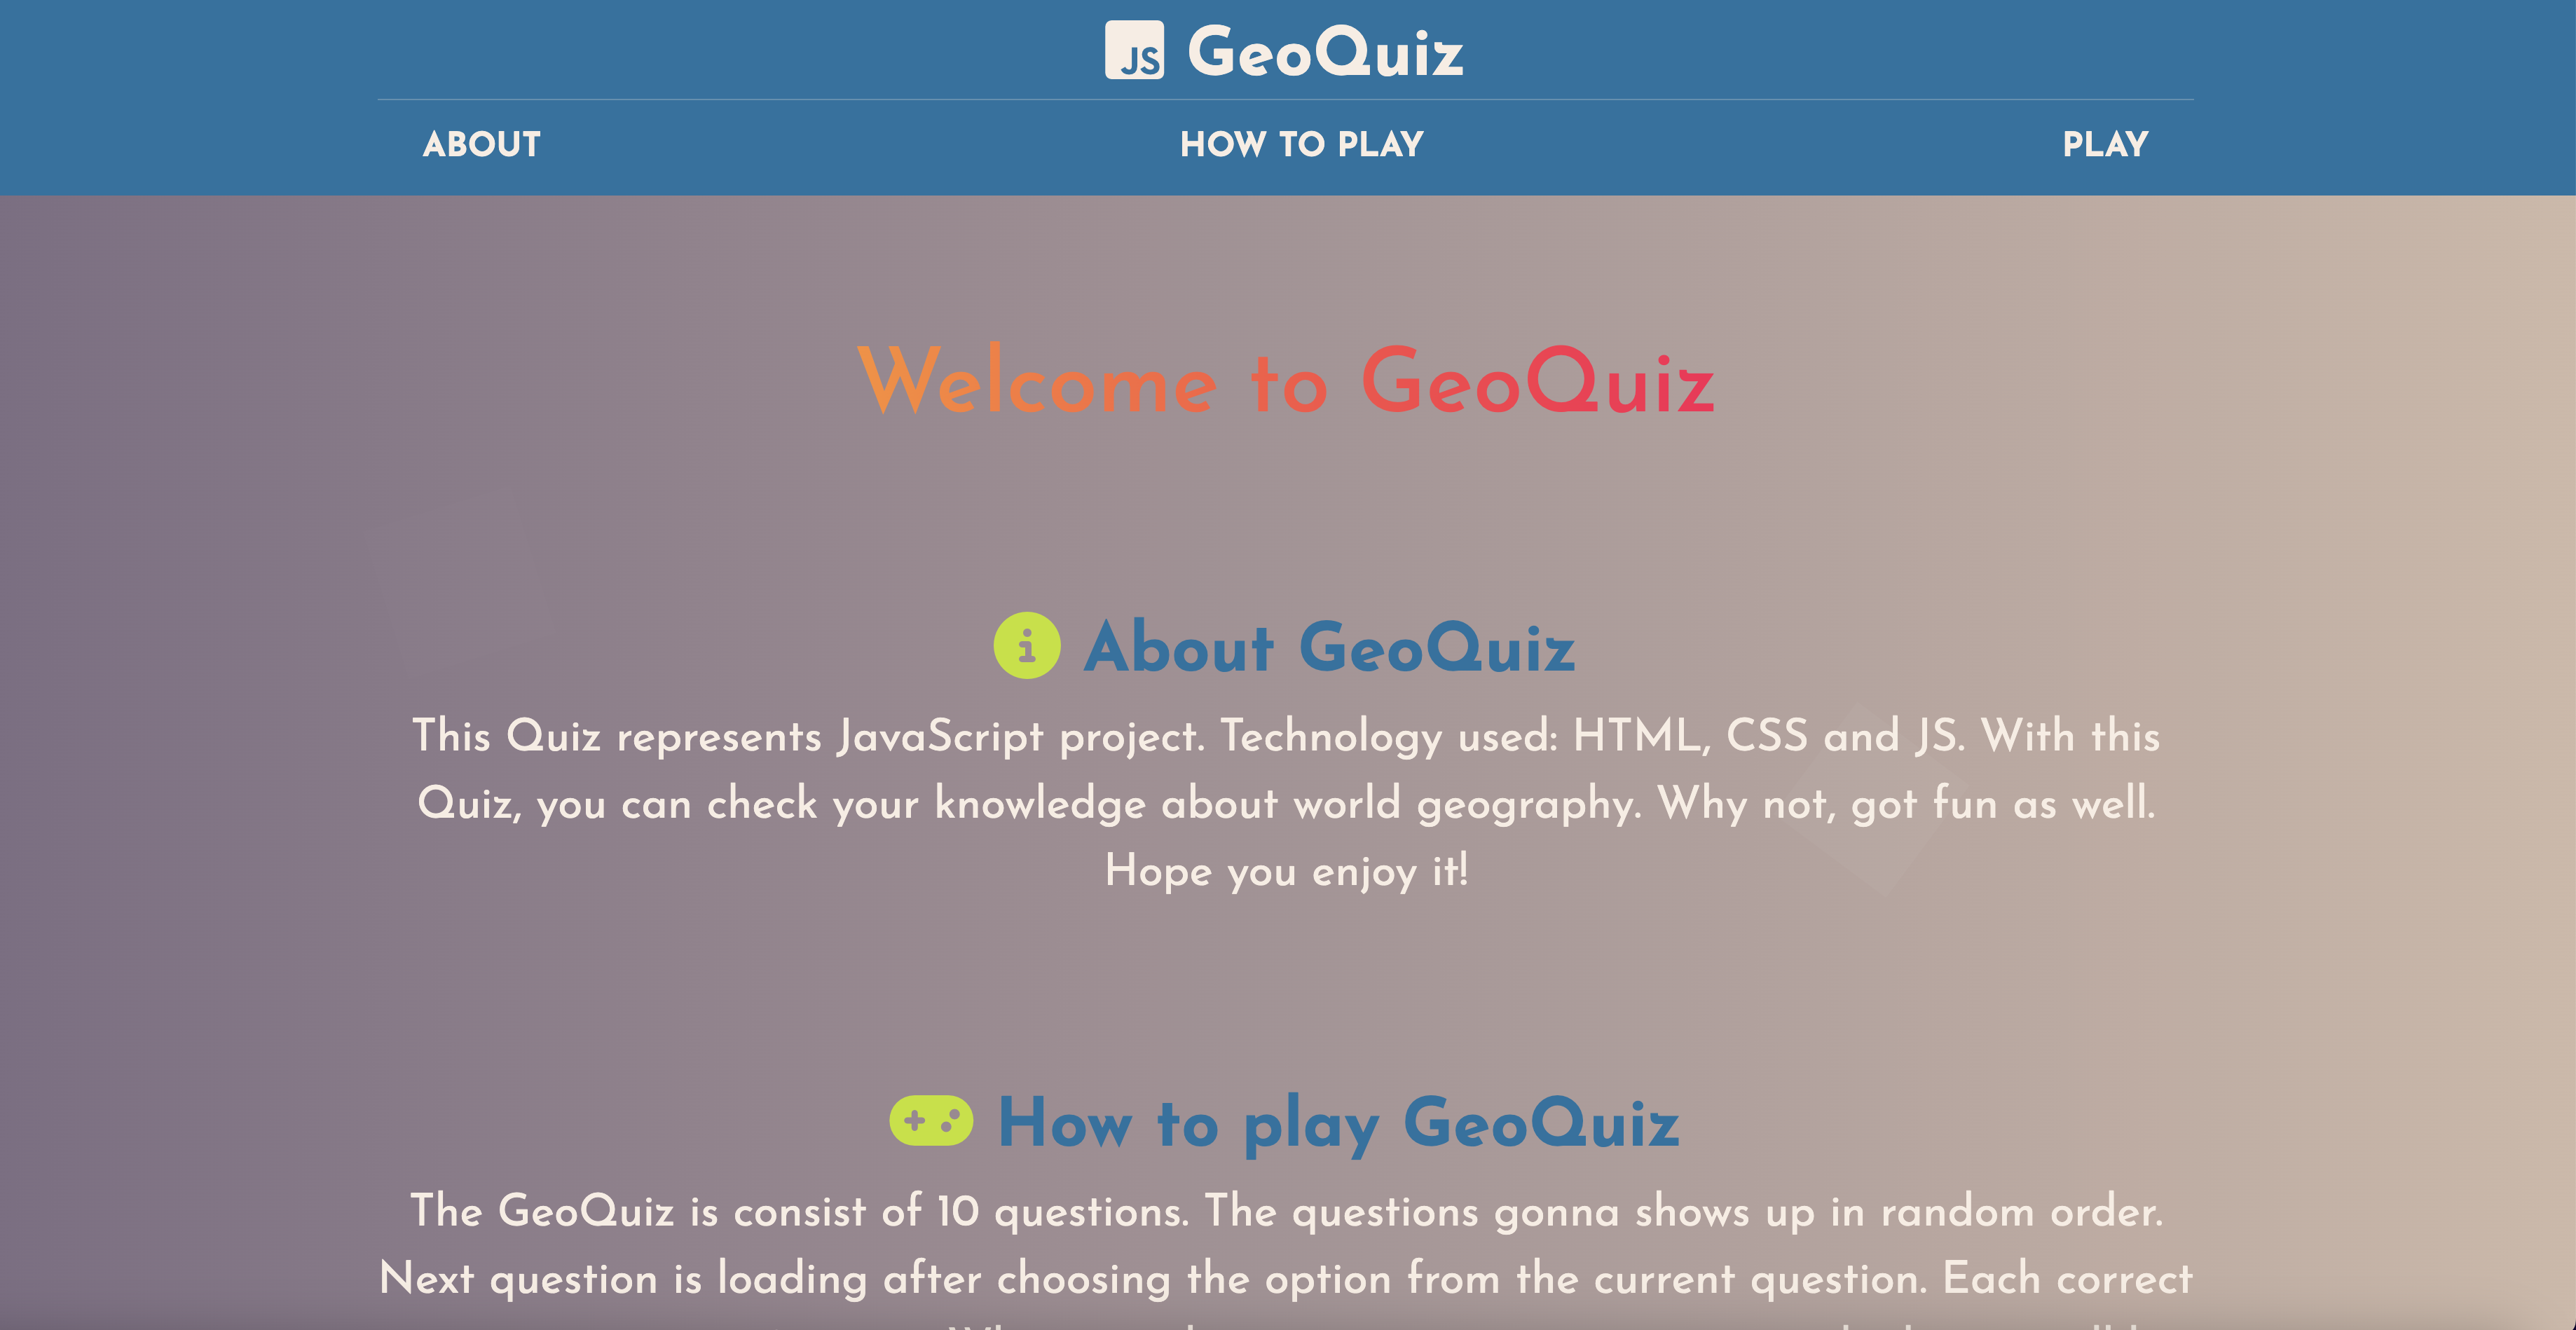 JS GeoQuiz
ABOUT HOW TO PLAY PLAY
Welcome to GeoQuiz
About GeoQuiz
This Quiz represents JavaScript project. Technology used: HTML, CSS and JS. With this
Quiz, you can check your knowledge about world geography. Why not, got fun as well.
Hope you enjoy it!
How to play GeoQuiz
The GeoQuiz is consist of 10 questions. The questions gonna shows up in random order.
Next question is loading after choosing the option from the current question. Each correct